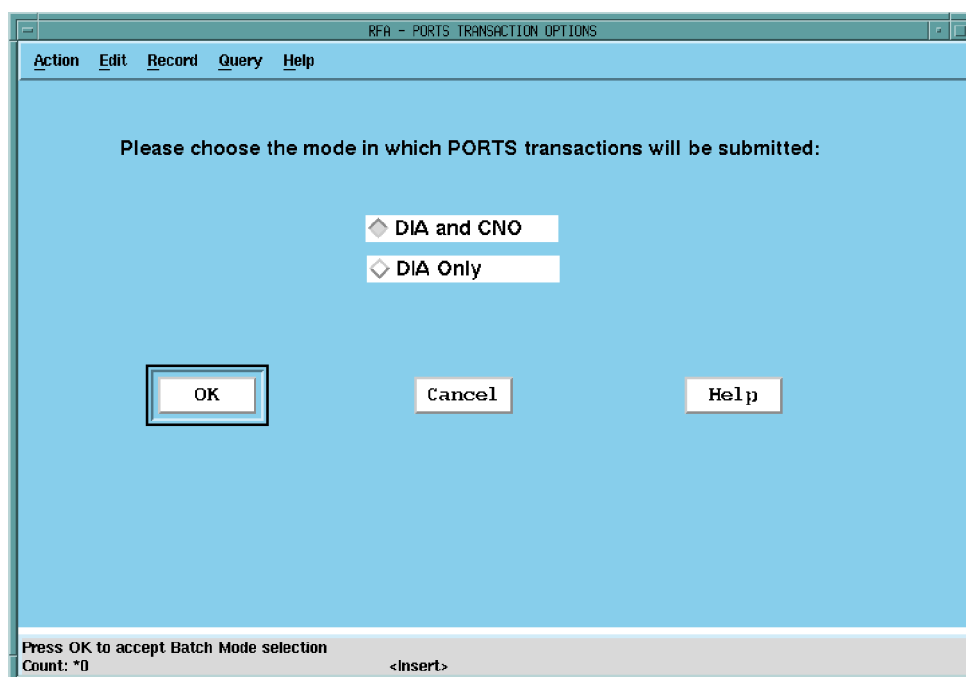 RFA - PORTS TRANSACTION OPTIONS
Action Edit Record Query Help
Please choose the mode in which PORTS transactions will be submitted:
DIA and CNO
DIA Only
OK Cancel Help
Press OK to accept Batch Mode selection
Count: *0 <Insert>